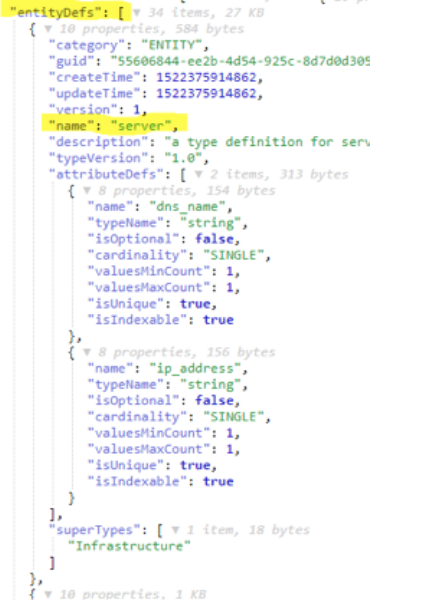 "entityDefs": [ ▼ 34 items, 27 KB
{ ▼ 10 properties, 584 bytes
"category": "ENTITY",
"guid": "55606844-ee2b-4d54-925c-8d7d0d305
"createTime": 1522375914862,
"updateTime": 1522375914862,
"version": 1,
"name": "server",
"description": "a type definition for serv
"typeVersion": "1.0",
"attributeDefs": [ ▼ 2 items, 313 bytes
{ ▼ 8 properties, 154 bytes
"name": "dns_name",
"typeName": "string",
"isOptional": false,
"cardinality": "SINGLE",
"valuesMinCount": 1,
"valuesMaxCount": 1,
"isUnique": true,
"isIndexable": true
},
{ ▼ 8 properties, 156 bytes
"name": "ip_address",
"typeName": "string",
"isOptional": false,
"cardinality": "SINGLE",
"valuesMinCount": 1,
"valuesMaxCount": 1,
"isUnique": true,
"isIndexable": true
}
],
"superTypes": [ ▼ 1 item, 18 bytes
"Infrastructure"
]
},
{ ▼ 10 properties, 1 KB